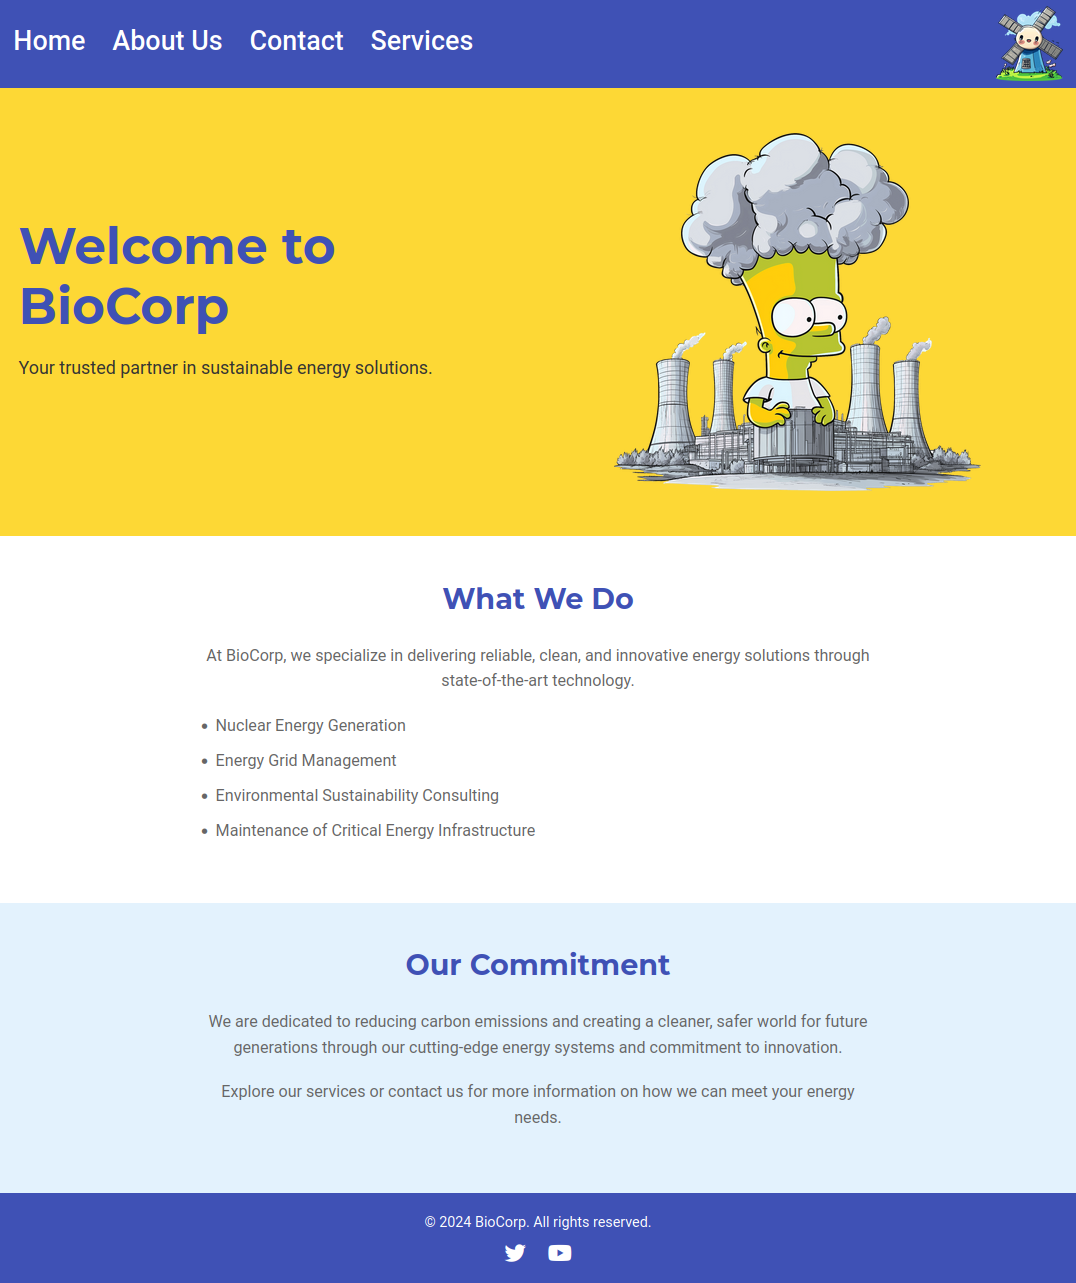 Home About Us Contact Services
Welcome to
BioCorp
Your trusted partner in sustainable energy solutions.
What We Do
At BioCorp, we specialize in delivering reliable, clean, and innovative energy solutions through
state-of-the-art technology.
• Nuclear Energy Generation
• Energy Grid Management
• Environmental Sustainability Consulting
• Maintenance of Critical Energy Infrastructure
Our Commitment
We are dedicated to reducing carbon emissions and creating a cleaner, safer world for future
generations through our cutting-edge energy systems and commitment to innovation.
Explore our services or contact us for more information on how we can meet your energy
needs.
© 2024 BioCorp. All rights reserved.